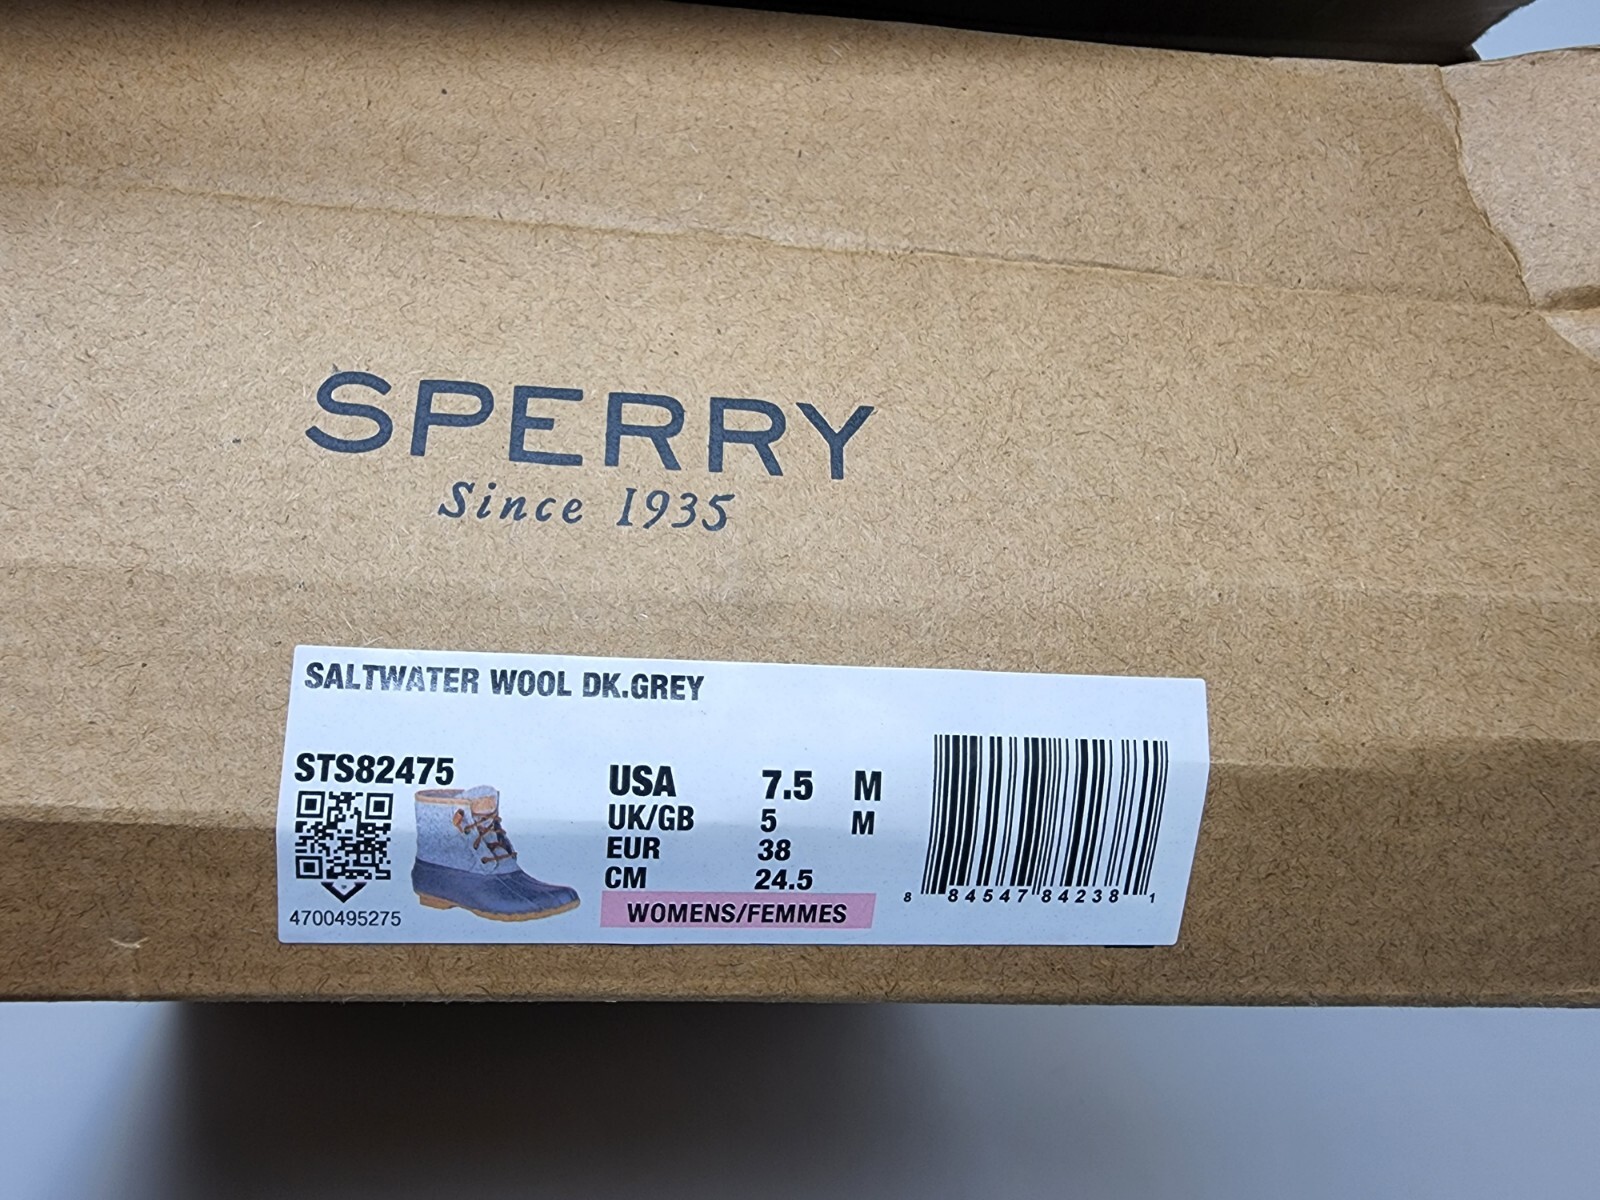 SPERRY
Since 1935
SALTWATER WOOL DK.GREY
STS82475
4700495275
USA 7.5 M
UK/GB 5 M
EUR 38
CM 24.5
WOMENS/FEMMES
8 84547 84238 1